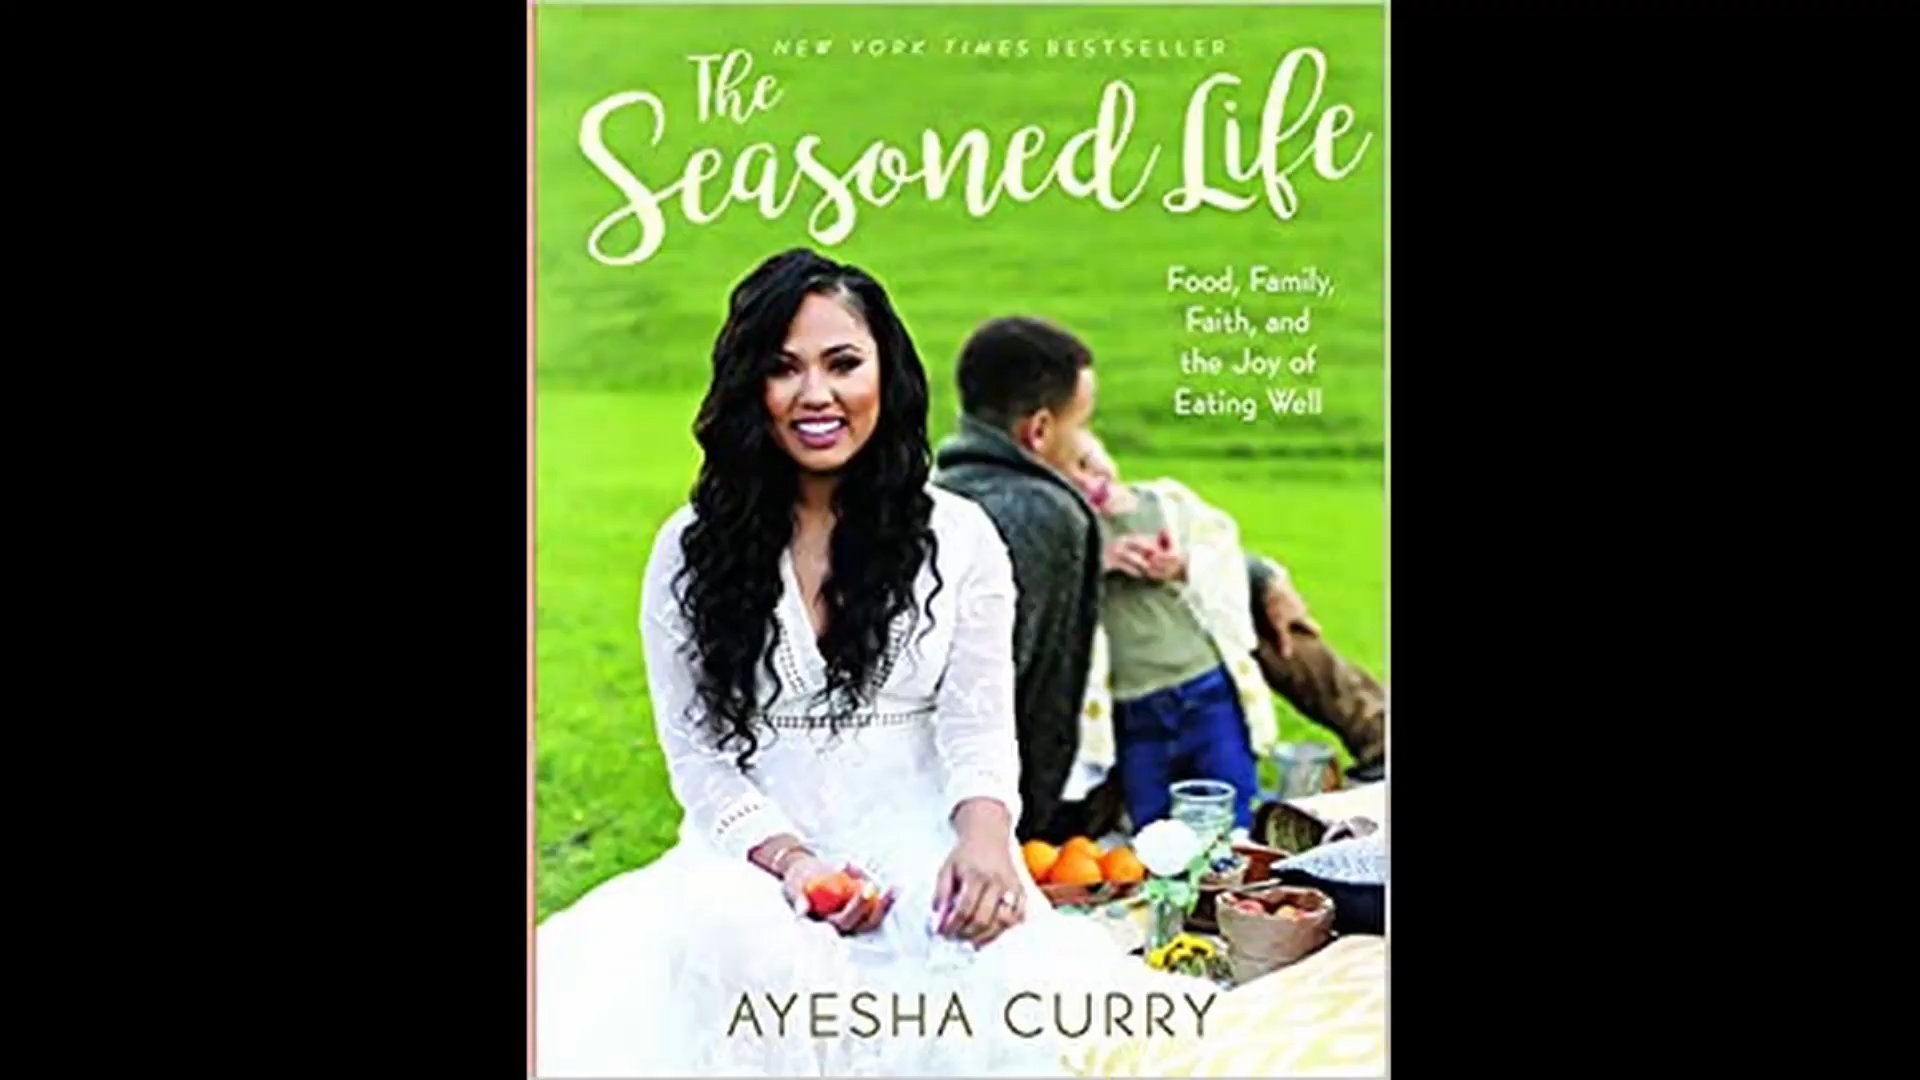 NEW YORK TIMES BESTSELLER
The
Seasoned Life
Food, Family,
Faith, and
the Joy of
Eating Well
AYESHA CURRY